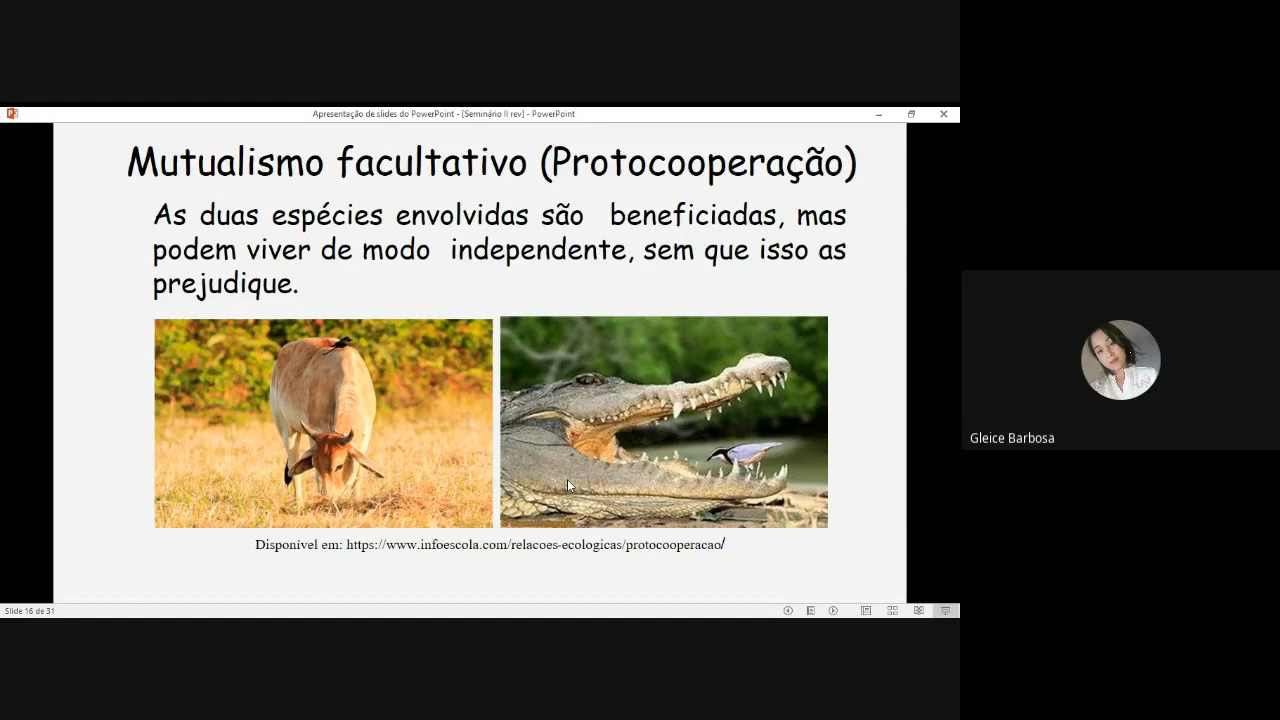 Apresentação de slides do PowerPoint - [Seminário II rev] - PowerPoint
Mutualismo facultativo (Protocooperação)
As duas espécies envolvidas são beneficiadas, mas
podem viver de modo independente, sem que isso as
prejudique.
Disponível em: https://www.infoescola.com/relacoes-ecologicas/protocooperacao/
Slide 16 de 31
Gleice Barbosa